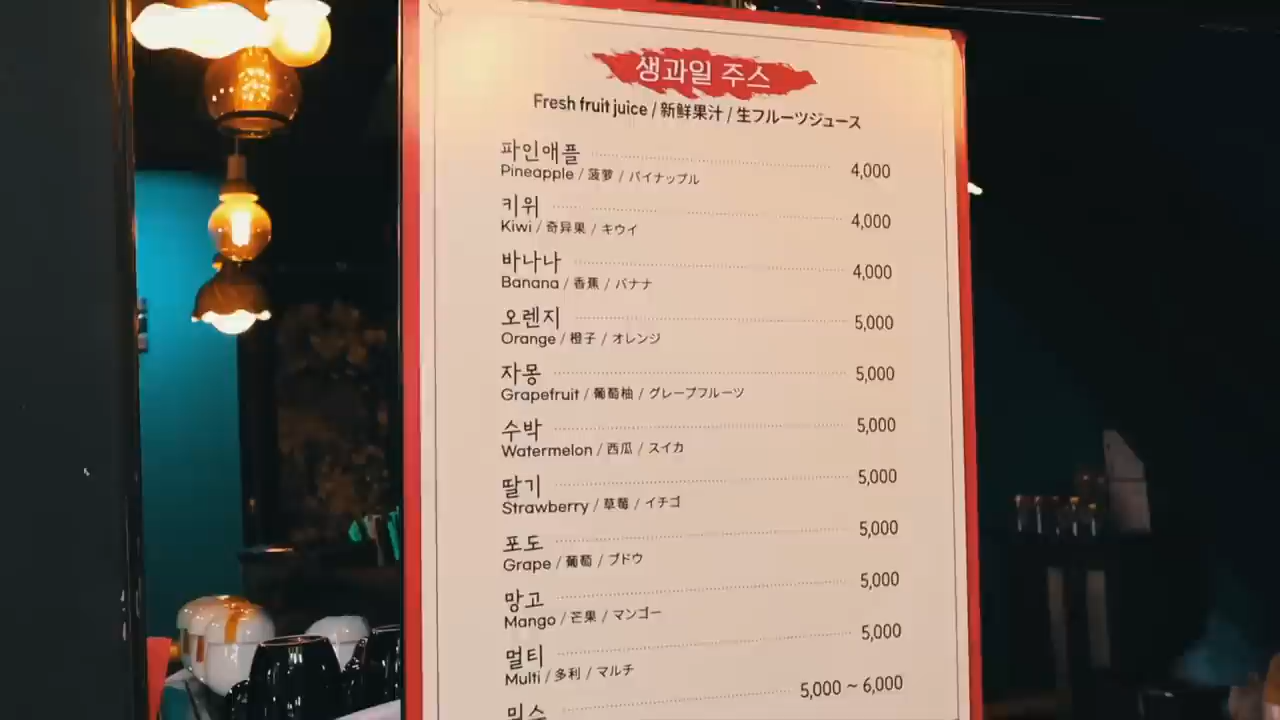 생과일 주스
Fresh fruit juice / 新鮮果汁 / 生フルーツジュース
파인애플 4,000
Pineapple / 菠萝 / パイナップル
키위 4,000
Kiwi / 奇异果 / キウイ
바나나 4,000
Banana / 香蕉 / バナナ
오렌지 5,000
Orange / 橙子 / オレンジ
자몽 5,000
Grapefruit / 葡萄柚 / グレープフルーツ
수박 5,000
Watermelon / 西瓜 / スイカ
딸기 5,000
Strawberry / 草莓 / イチゴ
포도 5,000
Grape / 葡萄 / ブドウ
망고 5,000
Mango / 芒果 / マンゴー
멀티 5,000
Multi / 多利 / マルチ
믹스 5,000 ~ 6,000